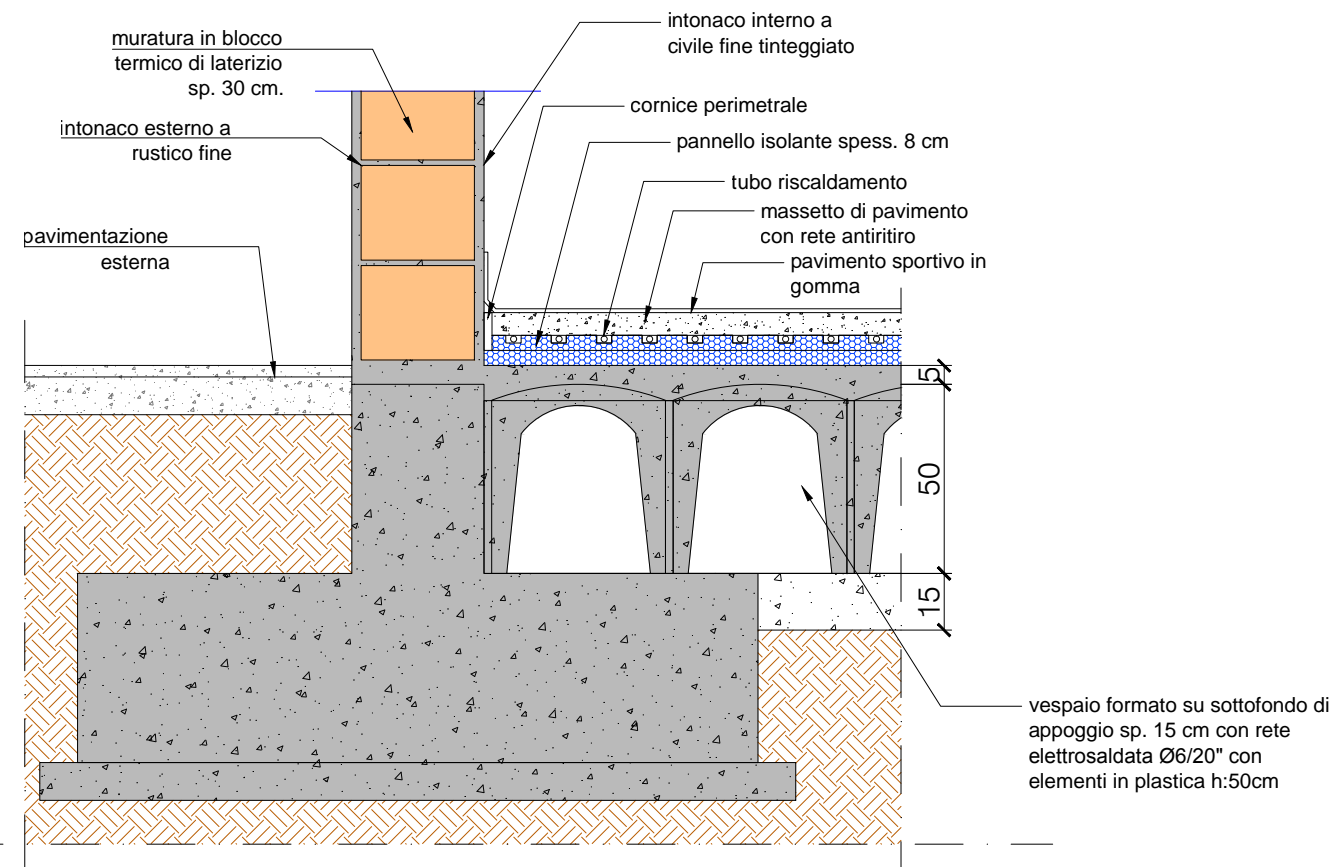 muratura in blocco
termico di laterizio
sp. 30 cm.
intonaco interno a
civile fine tinteggiato
cornice perimetrale
intonaco esterno a
rustico fine
pannello isolante spess. 8 cm
tubo riscaldamento
massetto di pavimento
con rete antiritiro
pavimentazione
esterna
pavimento sportivo in
gomma
5
50
15
vespaio formato su sottofondo di
appoggio sp. 15 cm con rete
elettrosaldata Ø6/20" con
elementi in plastica h:50cm